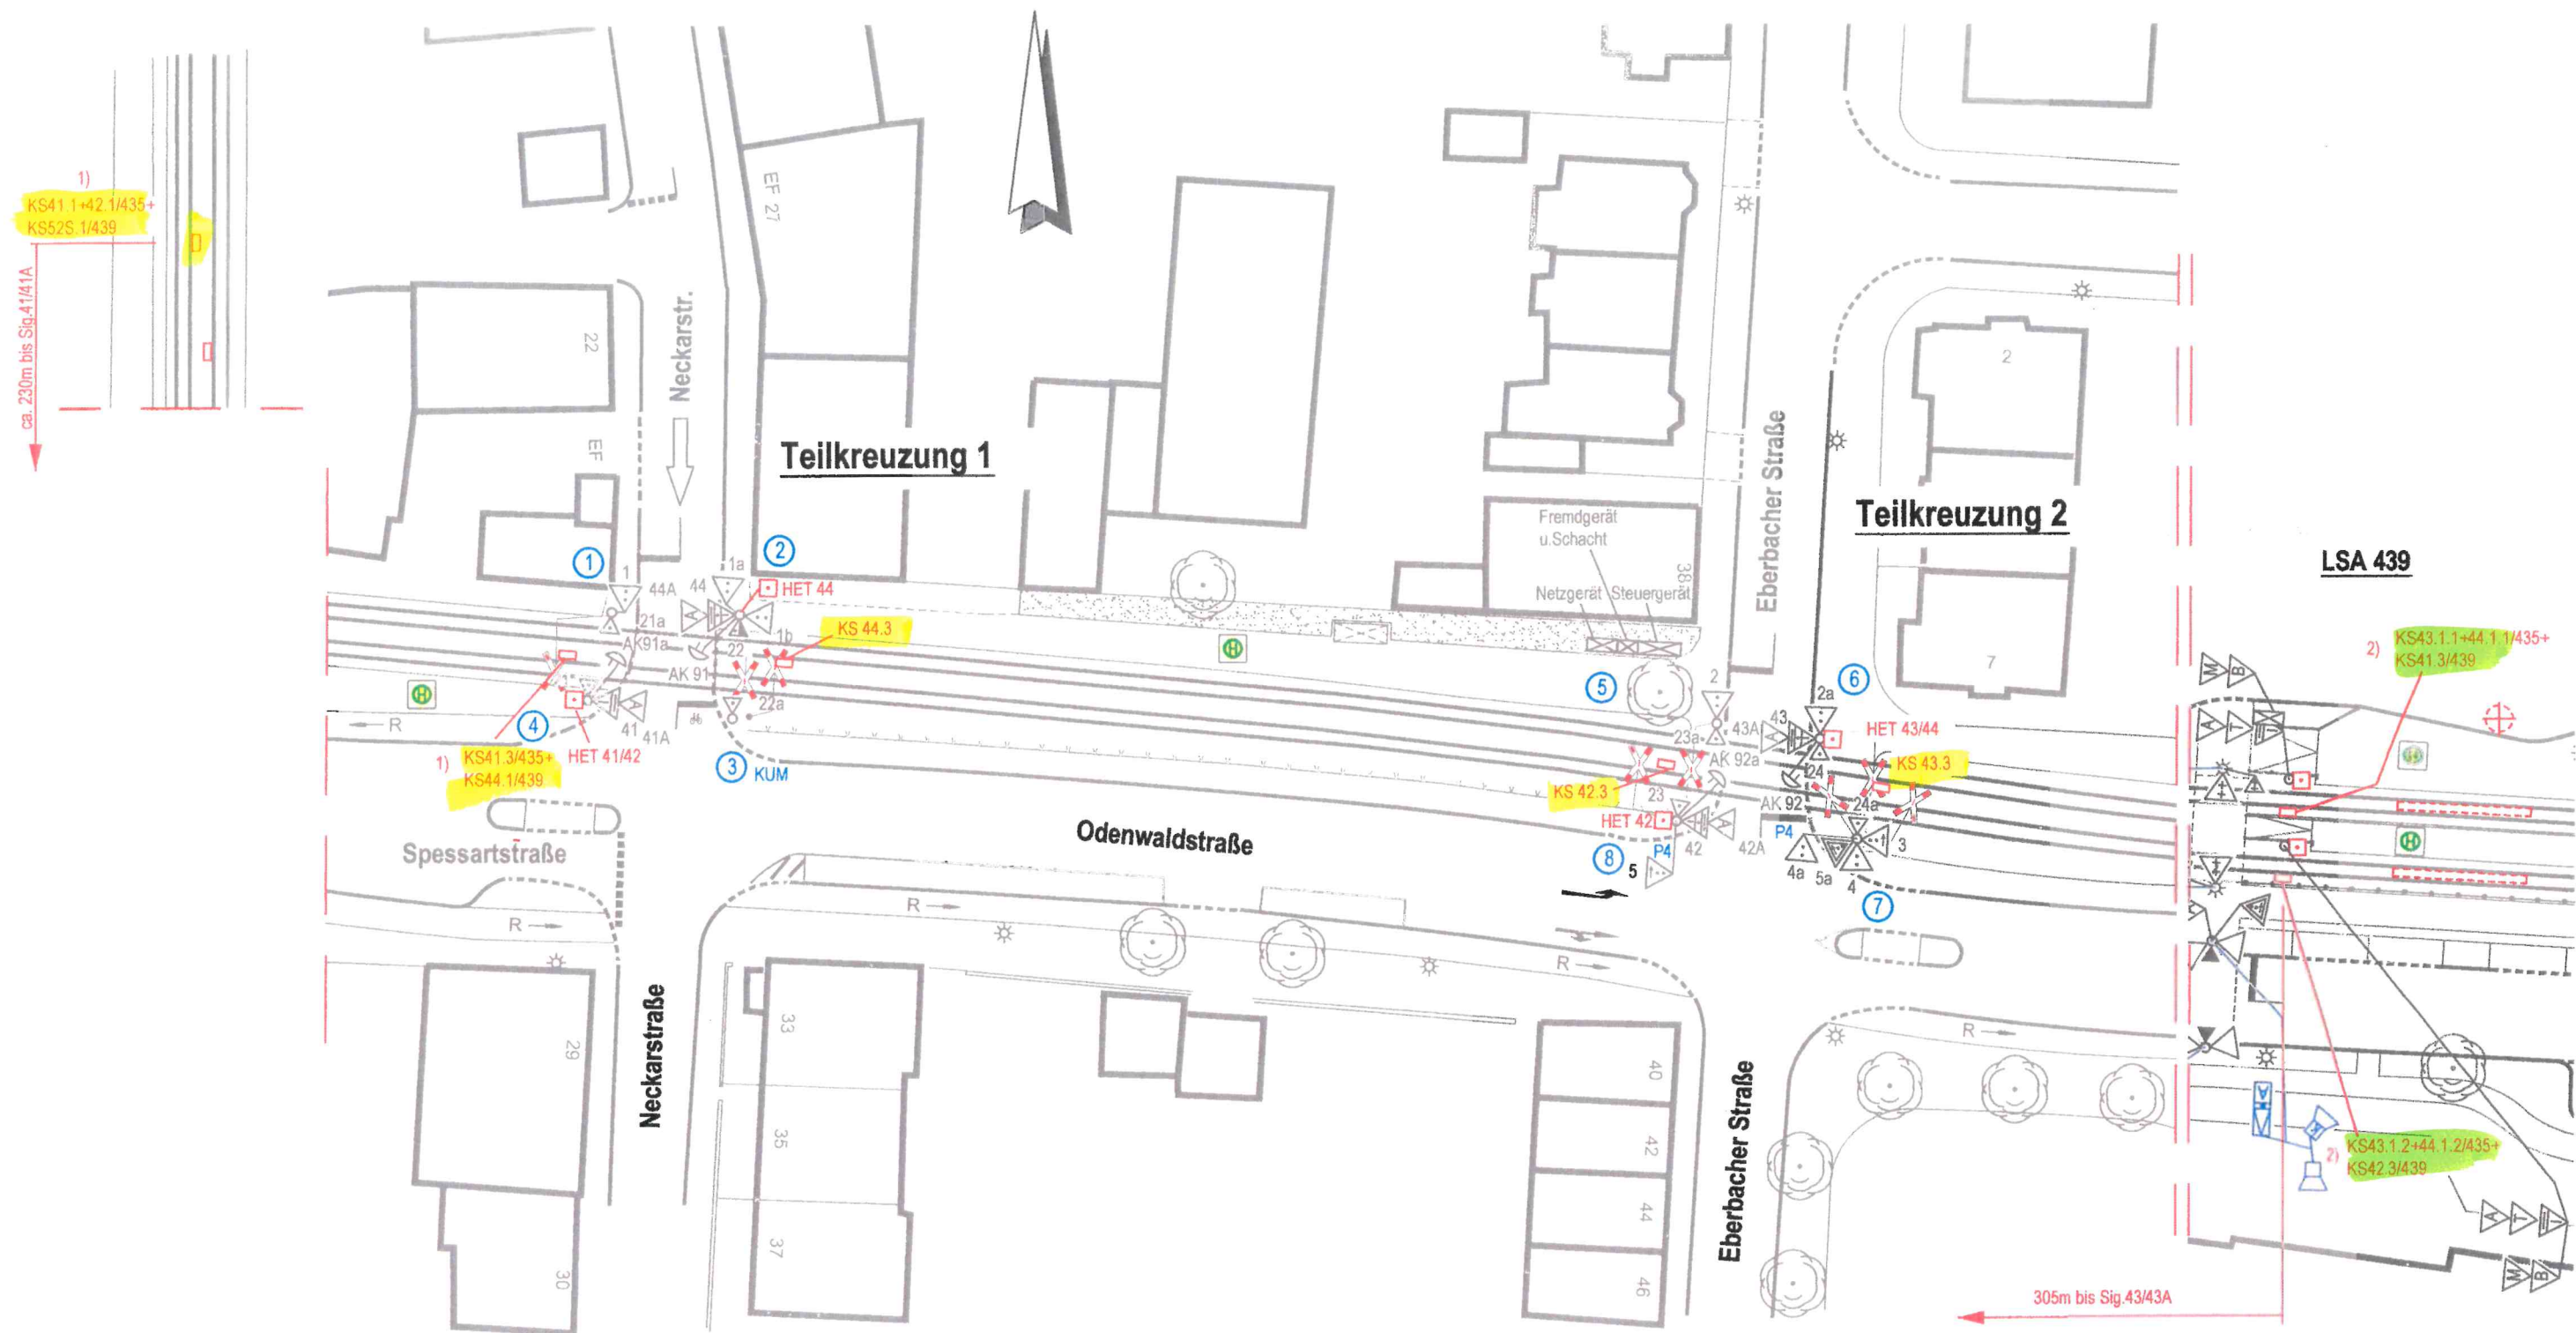 1)
KS41.1+42.1/435+
KS52S.1/439
ca. 230m bis Sig.41/41A
EF 27
22
Neckarstr.
EF
Teilkreuzung 1
1
2
1
44A
44
1a
HET 44
21a
AK91a
22
1b
KS 44.3
AK 91
22a
H
R
4
41
41A
1)
KS41.3/435+
KS44.1/439
HET 41/42
3
KUM
Spessartstraße
R
Neckarstraße
29
30
33
35
37
H
Odenwaldstraße
R
R
Fremdgerät
u.Schacht
Netzgerät
Steuergerät
38
Eberbacher Straße
2
7
Teilkreuzung 2
5
2
23a
43A
43
2a
6
HET 43/44
AK 92a
24
KS 43.3
KS 42.3
23
HET 42
AK 92
24a
P4
42
42A
P4
8
5
4a
5a
4
3
7
R
40
42
44
46
Eberbacher Straße
LSA 439
2)
KS43.1.1+44.1.1/435+
KS41.3/439
M
B
A
T
H
2)
KS43.1.2+44.1.2/435+
KS42.3/439
A
T
M
B
305m bis Sig.43/43A